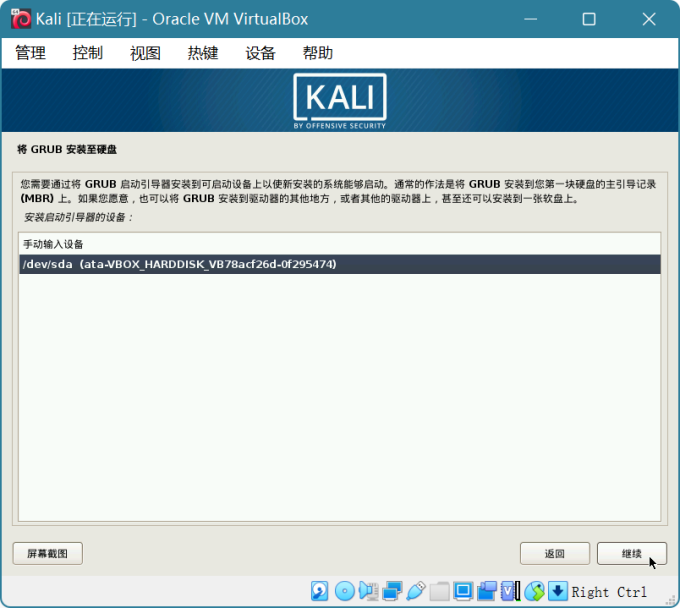 Kali [正在运行] - Oracle VM VirtualBox
管理 控制 视图 热键 设备 帮助
KALI
BY OFFENSIVE SECURITY
将 GRUB 安装至硬盘
您需要通过将 GRUB 启动引导器安装到可启动设备上以使新安装的系统能够启动。通常的作法是将 GRUB 安装到您第一块硬盘的主引导记录
(MBR) 上。如果您愿意，也可以将 GRUB 安装到驱动器的其他地方，或者其他的驱动器上，甚至还可以安装到一张软盘上。
安装启动引导器的设备：
手动输入设备
/dev/sda (ata-VBOX_HARDDISK_VB78acf26d-0f295474)
屏幕截图 返回 继续
Right Ctrl